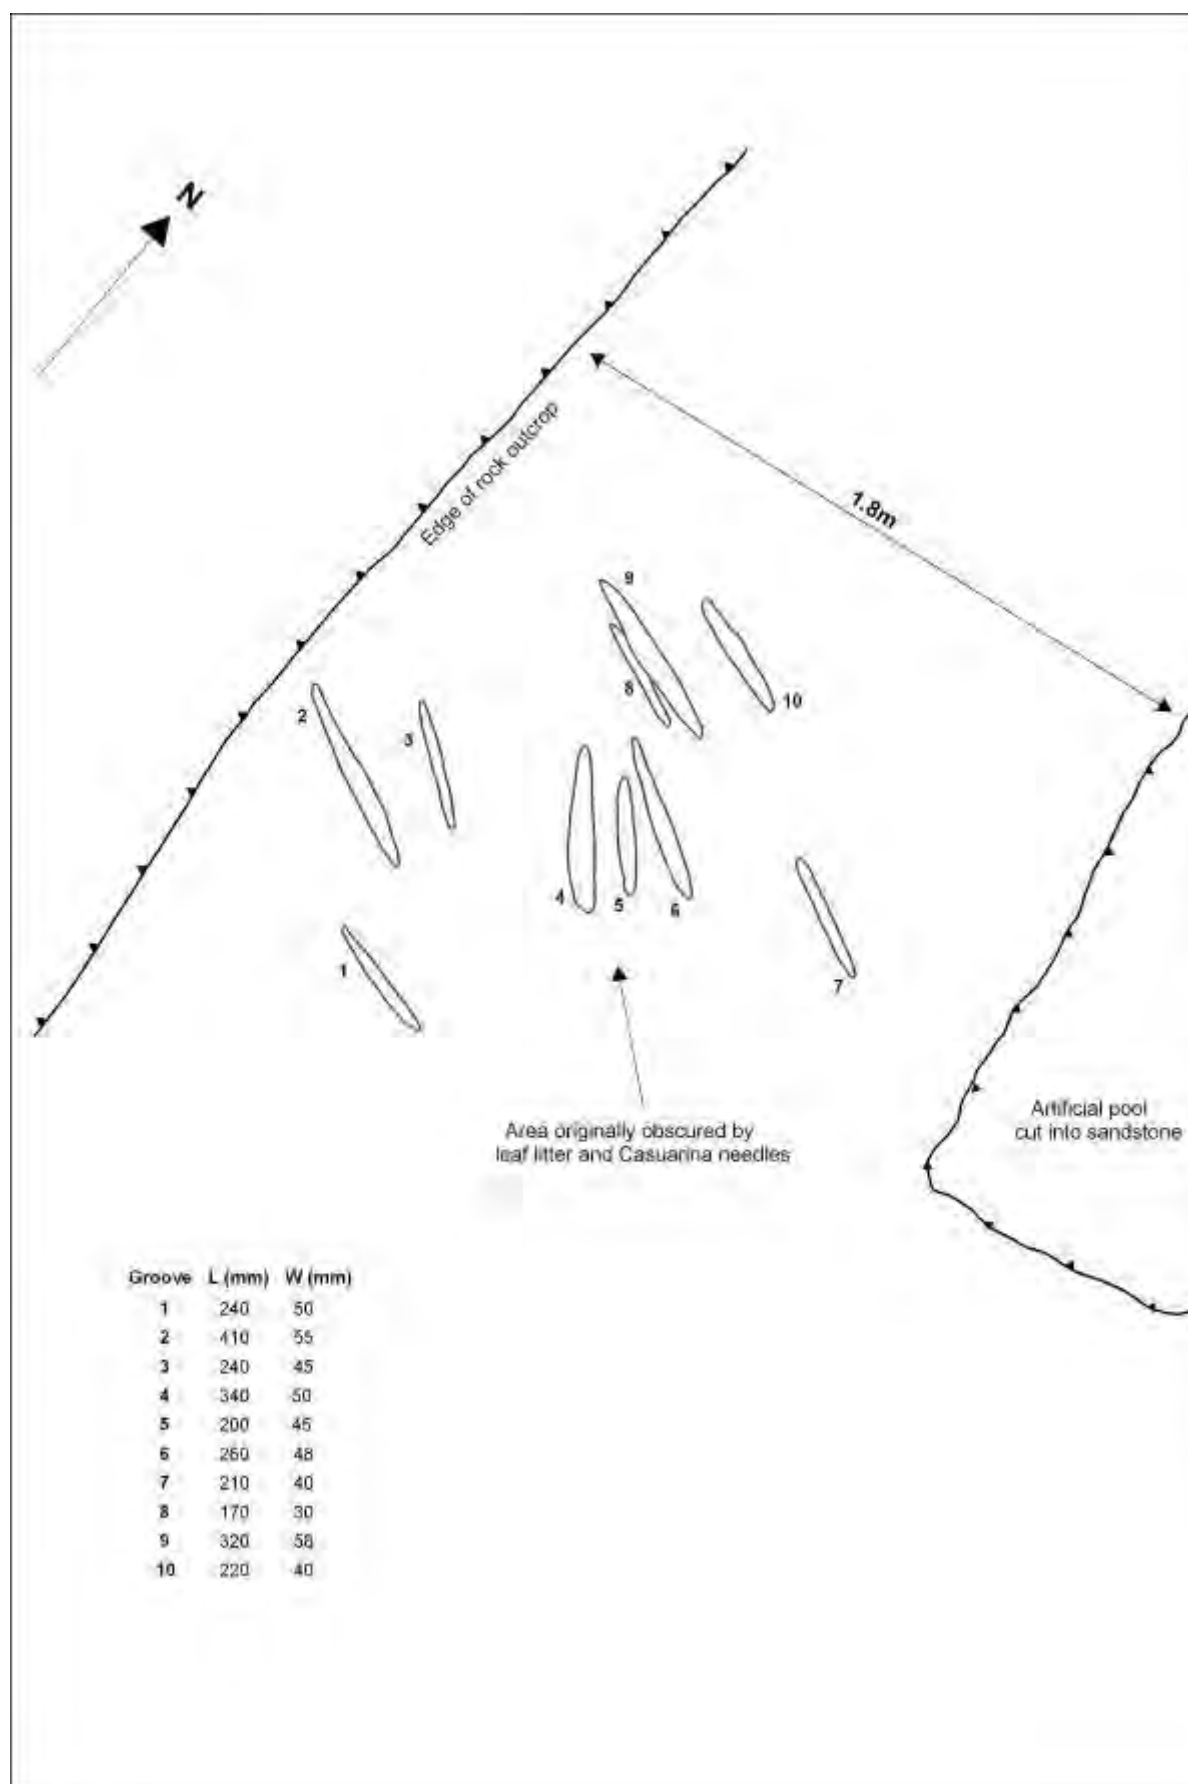 N
Edge of rock outcrop
1.8m
9
8
10
2
3
4
5
6
1
7
Area originally obscured by
leaf litter and Casuarina needles
Artificial pool
cut into sandstone
Groove L (mm) W (mm)
1 240 50
2 410 55
3 240 45
4 340 50
5 200 45
6 260 48
7 210 40
8 170 30
9 320 58
10 220 40